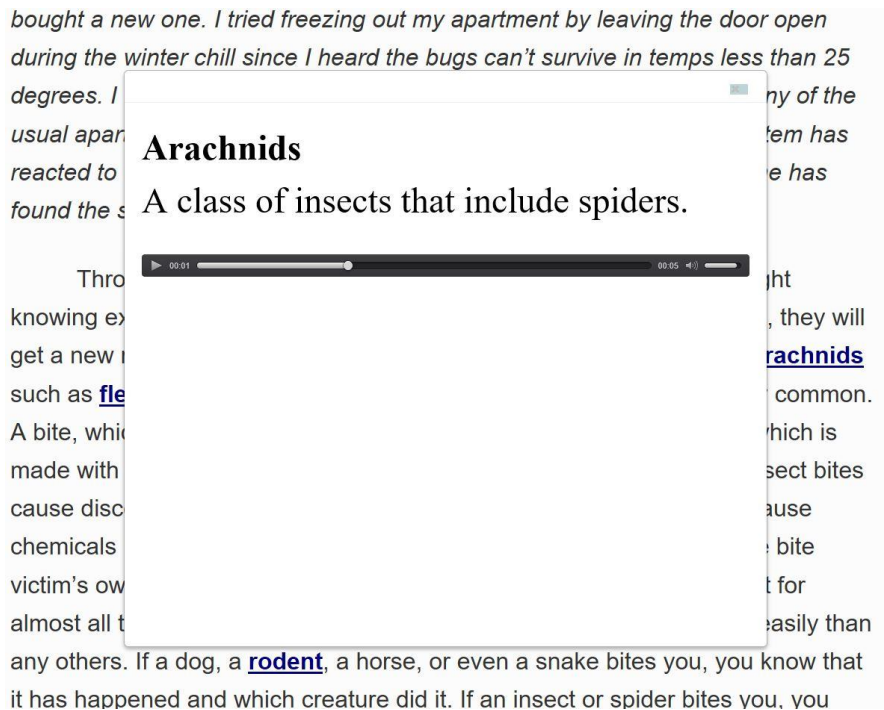 bought a new one. I tried freezing out my apartment by leaving the door open
during the winter chill since I heard the bugs can’t survive in temps less than 25
degrees. I
ny of the
usual apar
tem has
reacted to
e has
found the s
Arachnids
A class of insects that include spiders.
00:01
00:05
Thro
ght
knowing ex
, they will
get a new
rachnids
such as fle
common.
A bite, whic
which is
made with
sect bites
cause disc
ause
chemicals
bite
victim’s ow
t for
almost all t
easily than
any others. If a dog, a rodent, a horse, or even a snake bites you, you know that
it has happened and which creature did it. If an insect or spider bites you, you